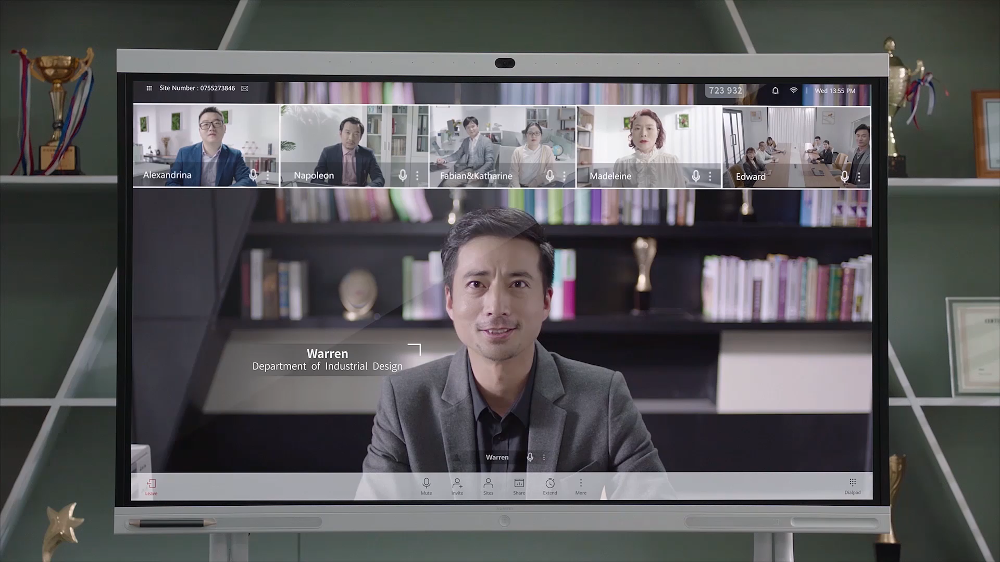 Site Number : 0755273846
723 932
Wed 13:55 PM
Alexandrina
Napoleon
Fabian&Katharine
Madeleine
Edward
Warren
Department of Industrial Design
Warren
Leave
Mute
Invite
Sites
Share
Extend
More
Dialpad